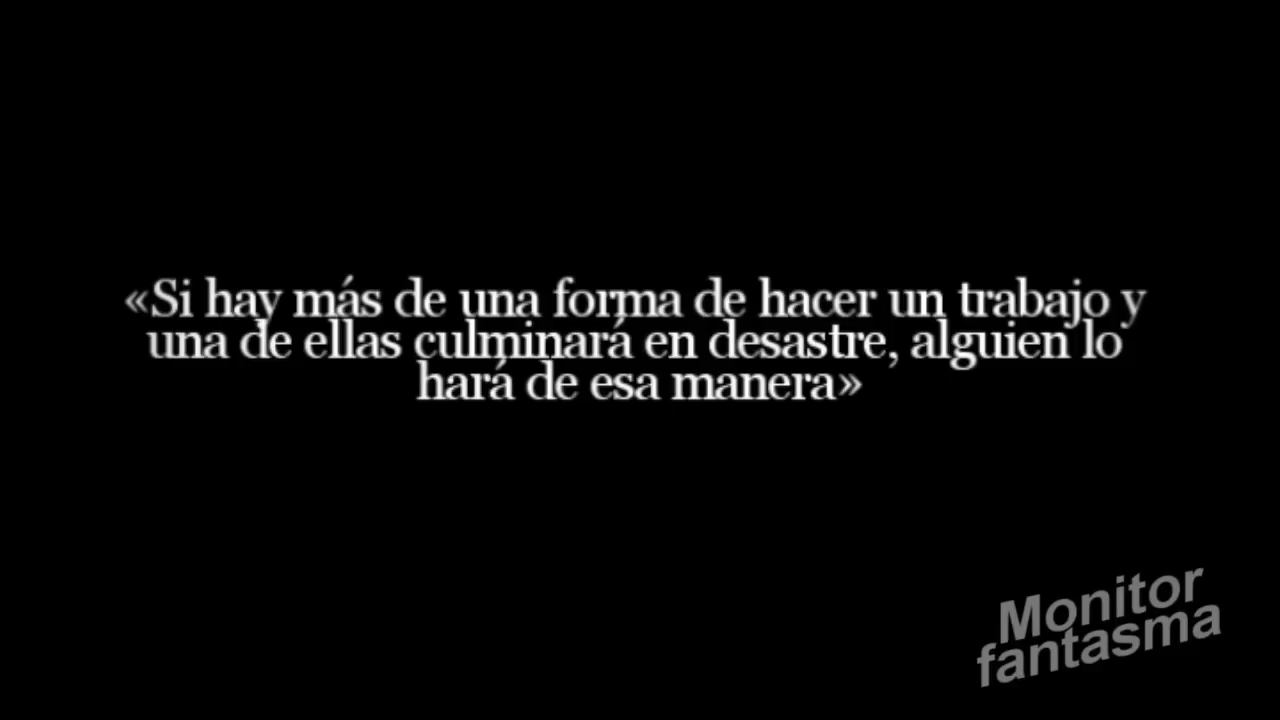 «Si hay más de una forma de hacer un trabajo y
una de ellas culminará en desastre, alguien lo
hará de esa manera»
Monitor
fantasma